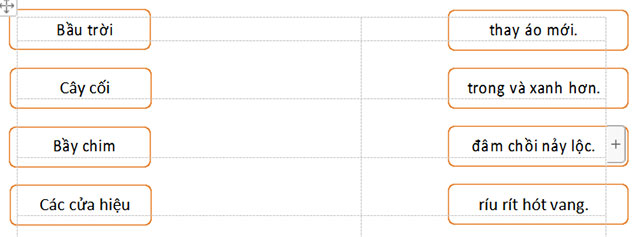 Bầu trời
thay áo mới.
Cây cối
trong và xanh hơn.
Bầy chim
đâm chồi nảy lộc.
Các cửa hiệu
ríu rít hót vang.